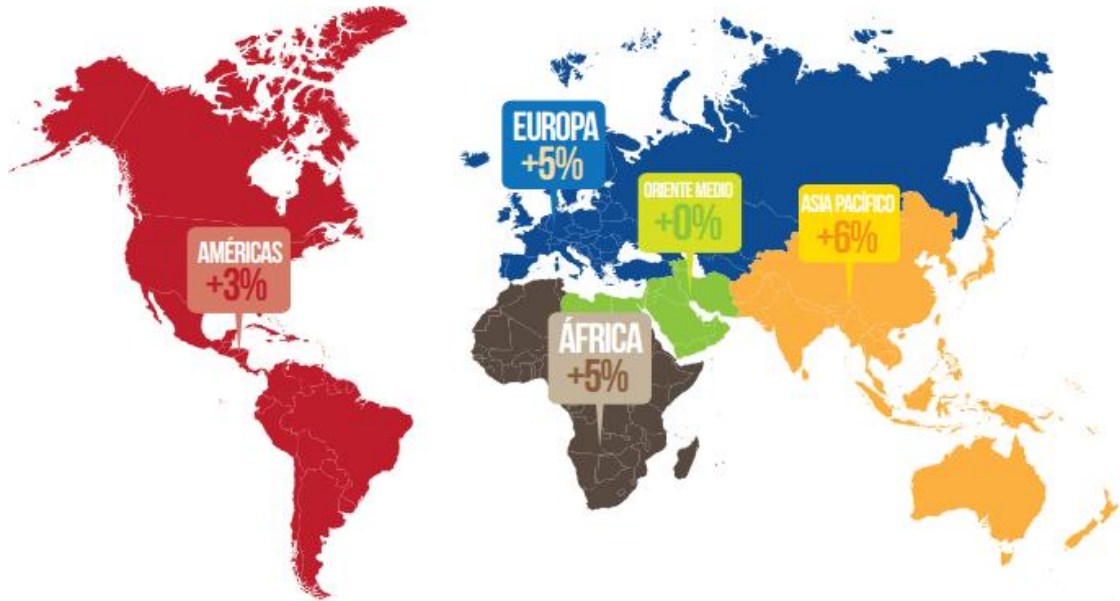 EUROPA
+5%
ORIENTE MEDIO
+0%
ASIA PACÍFICO
+6%
AMÉRICAS
+3%
ÁFRICA
+5%